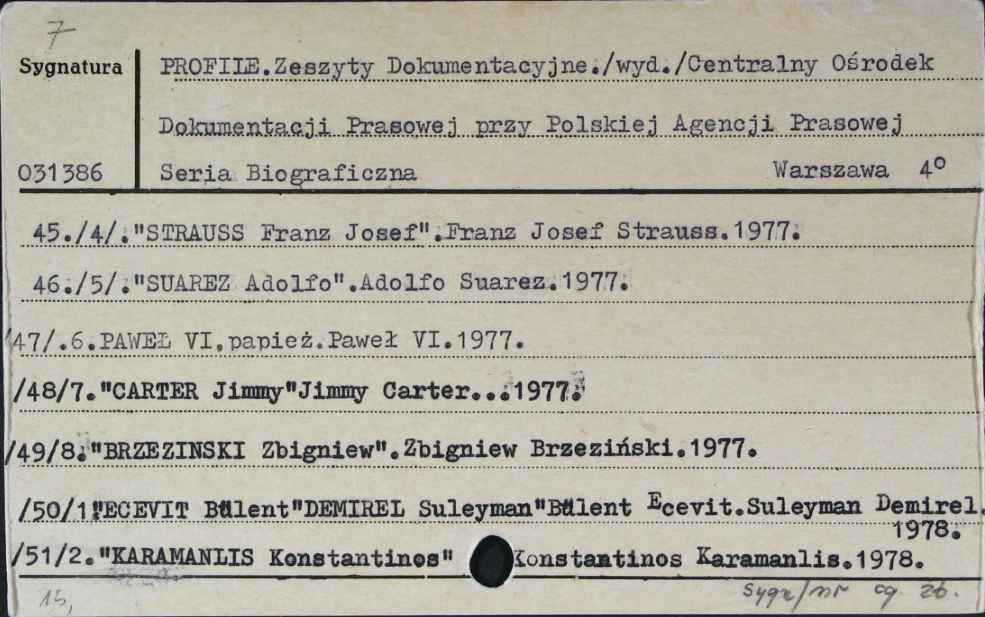 7
Sygnatura
PROFIIE.Zeszyty Dokumentacyjne./wyd./Centralny Ośrodek
Dokumentacji Prasowej przy Polskiej Agencji Prasowej
031386 Seria Biograficzna Warszawa 4°
45./4/."STRAUSS Franz Josef".Franz Josef Strauss.1977.
46./5/."SUAREZ Adolfo".Adolfo Suarez.1977.
/47/.6.PAWEŁ VI,papież.Paweł VI.1977.
/48/7."CARTER Jimmy"Jimmy Carter...1977.
/49/8."BRZEZINSKI Zbigniew".Zbigniew Brzeziński.1977.
/50/1"ECEVIT Bülent"DEMIREL Suleyman"Bülent Ecevit.Suleyman Demirel.
1978.
/51/2."KARAMANLIS Konstantinos" Konstantinos Karamanlis.1978.
13,